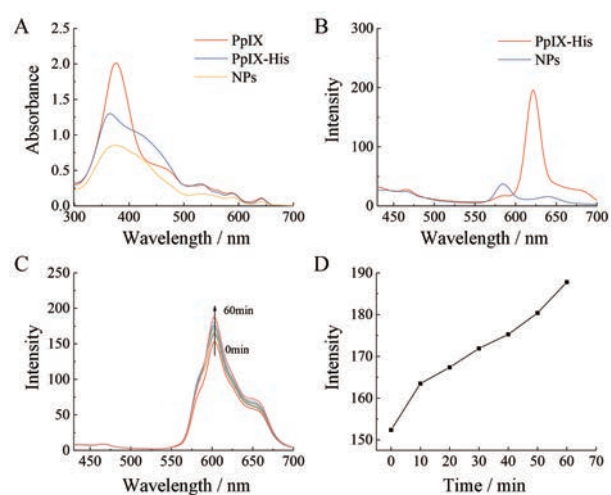 A
PpIX
PpIX-His
NPs
Absorbance
2.5
2.0
1.5
1.0
0.5
0.0
300 400 500 600 700
Wavelength / nm
B
PpIX-His
NPs
Intensity
300
200
100
0
450 500 550 600 650 700
Wavelength / nm
C
60min
0min
Intensity
250
200
150
100
50
0
450 500 550 600 650 700
Wavelength / nm
D
Intensity
190
180
170
160
150
0 10 20 30 40 50 60 70
Time / min